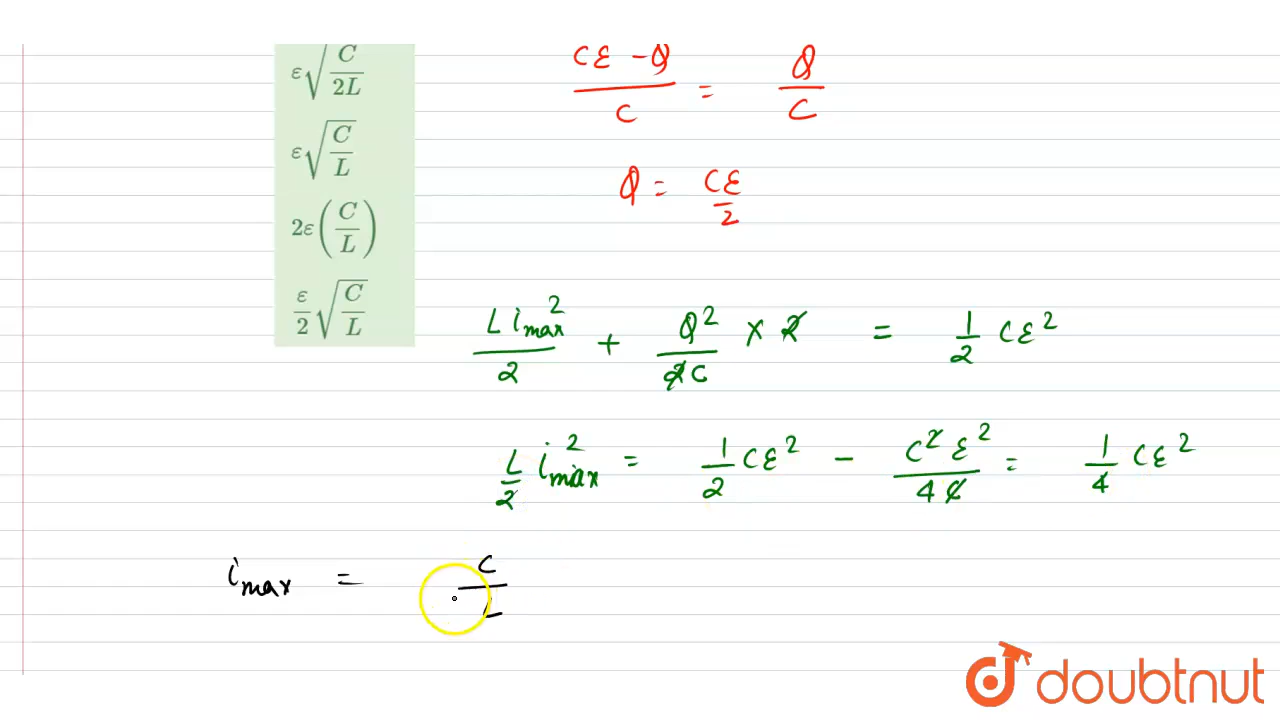 ε√(C/2L)
ε√(C/L)
2ε(C/L)
ε/2 √(C/L)
(Cε - Q)/C = Q/C
Q = Cε/2
L i_max²/2 + Q²/2C × 2 = 1/2 Cε²
L/2 i_max² = 1/2 Cε² - C²ε²/4C = 1/4 Cε²
i_max = C/L
doubtnut